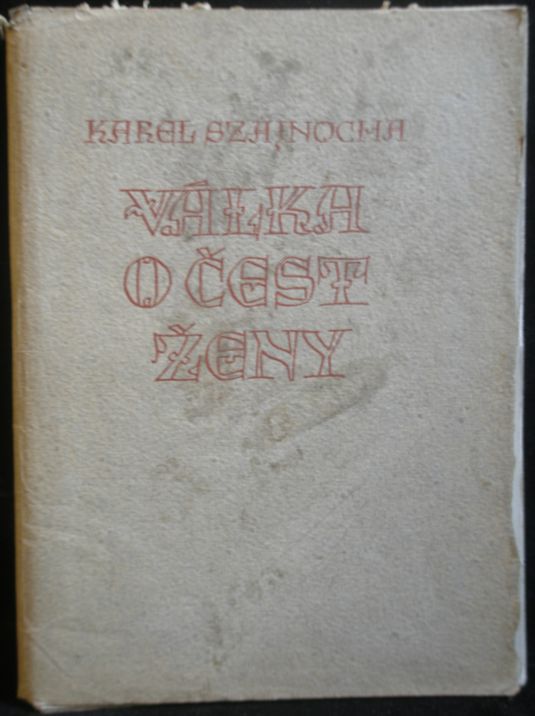 KAREL SZAJNOCHA
VÁLKA
O ČEST
ŽENY